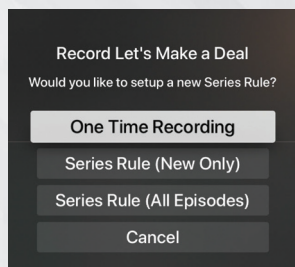 Record Let's Make a Deal
Would you like to setup a new Series Rule?
One Time Recording
Series Rule (New Only)
Series Rule (All Episodes)
Cancel